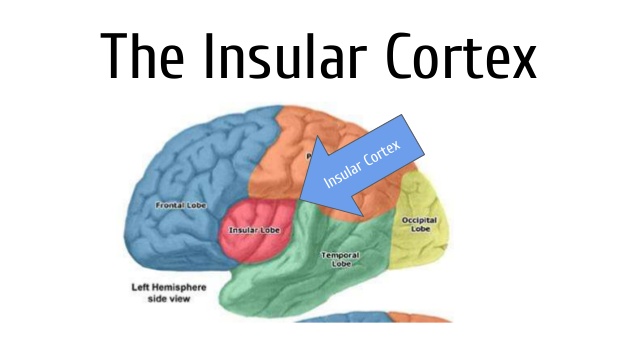 The Insular Cortex
P
Insular Cortex
Frontal Lobe
Insular Lobe
Occipital
Lobe
Temporal
Lobe
Left Hemisphere
side view